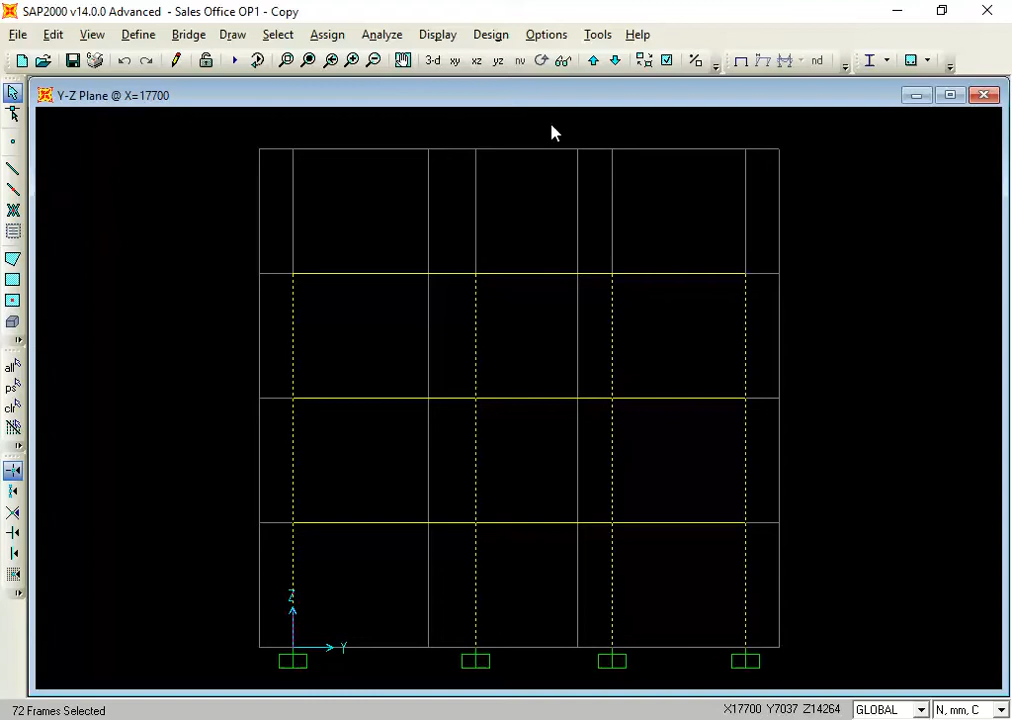 SAP2000 v14.0.0 Advanced - Sales Office OP1 - Copy
File Edit View Define Bridge Draw Select Assign Analyze Display Design Options Tools Help
3-d xy xz yz nv nd
Y-Z Plane @ X=17700
all
ps
clr
Z
Y
72 Frames Selected X17700 Y7037 Z14264 GLOBAL N, mm, C